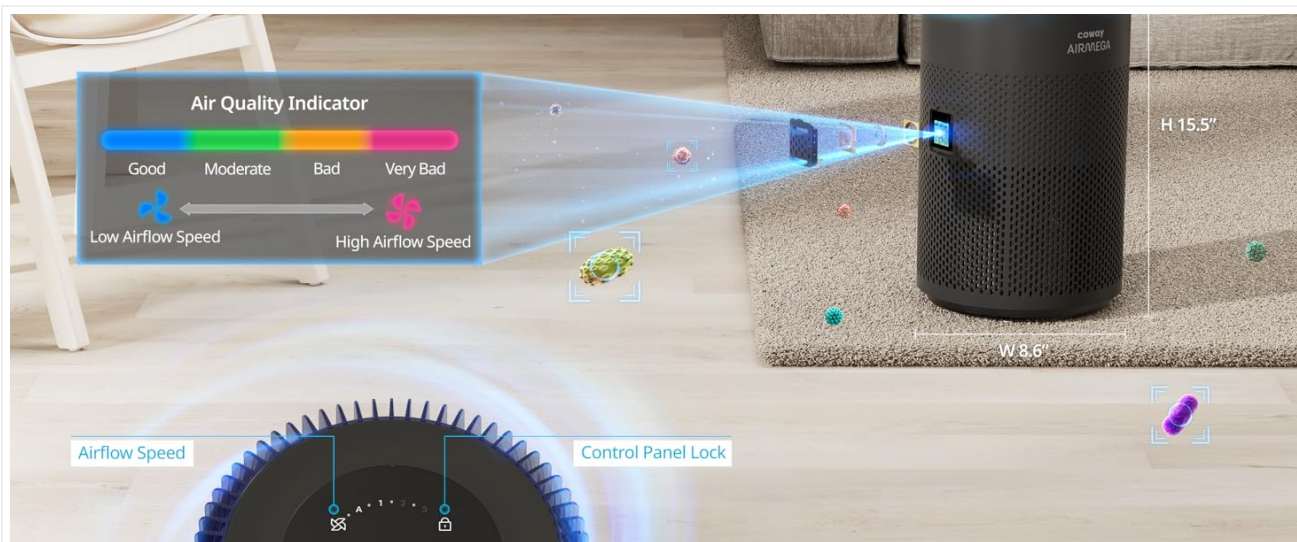 coway
AIRMEGA
Air Quality Indicator
Good Moderate Bad Very Bad
Low Airflow Speed High Airflow Speed
H 15.5”
W 8.6”
Airflow Speed
Control Panel Lock
A 1 2 3